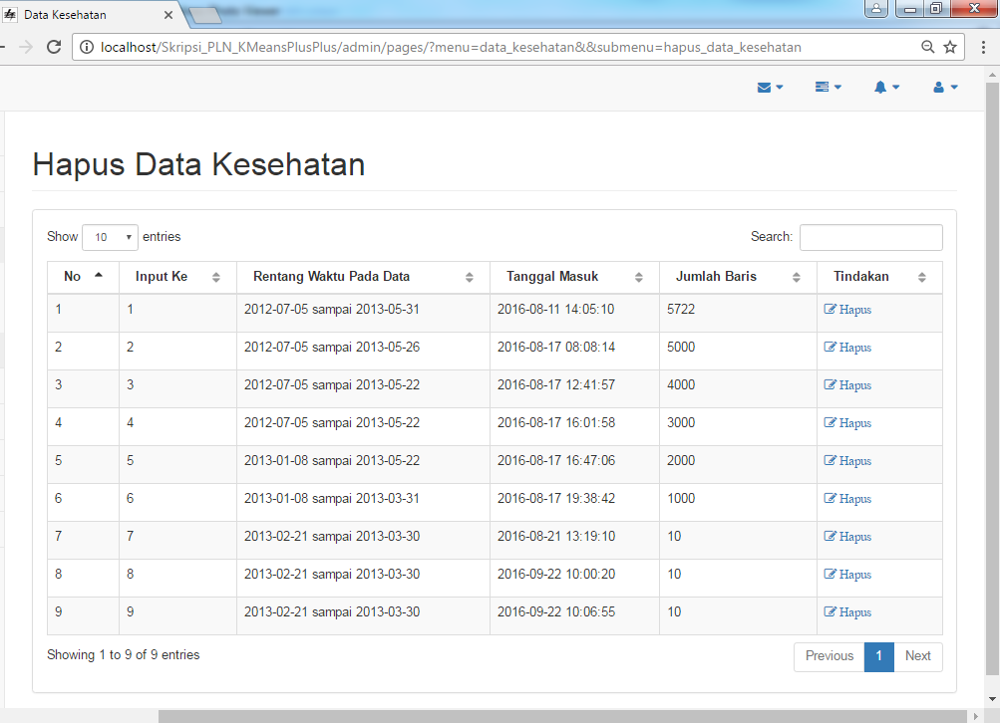 Data Kesehatan
localhost/Skripsi_PLN_KMeansPlusPlus/admin/pages/?menu=data_kesehatan&&submenu=hapus_data_kesehatan
Hapus Data Kesehatan
Show 10 entries Search:
No Input Ke Rentang Waktu Pada Data Tanggal Masuk Jumlah Baris Tindakan
1 1 2012-07-05 sampai 2013-05-31 2016-08-11 14:05:10 5722 Hapus
2 2 2012-07-05 sampai 2013-05-26 2016-08-17 08:08:14 5000 Hapus
3 3 2012-07-05 sampai 2013-05-22 2016-08-17 12:41:57 4000 Hapus
4 4 2012-07-05 sampai 2013-05-22 2016-08-17 16:01:58 3000 Hapus
5 5 2013-01-08 sampai 2013-05-22 2016-08-17 16:47:06 2000 Hapus
6 6 2013-01-08 sampai 2013-03-31 2016-08-17 19:38:42 1000 Hapus
7 7 2013-02-21 sampai 2013-03-30 2016-08-21 13:19:10 10 Hapus
8 8 2013-02-21 sampai 2013-03-30 2016-09-22 10:00:20 10 Hapus
9 9 2013-02-21 sampai 2013-03-30 2016-09-22 10:06:55 10 Hapus
Showing 1 to 9 of 9 entries Previous 1 Next